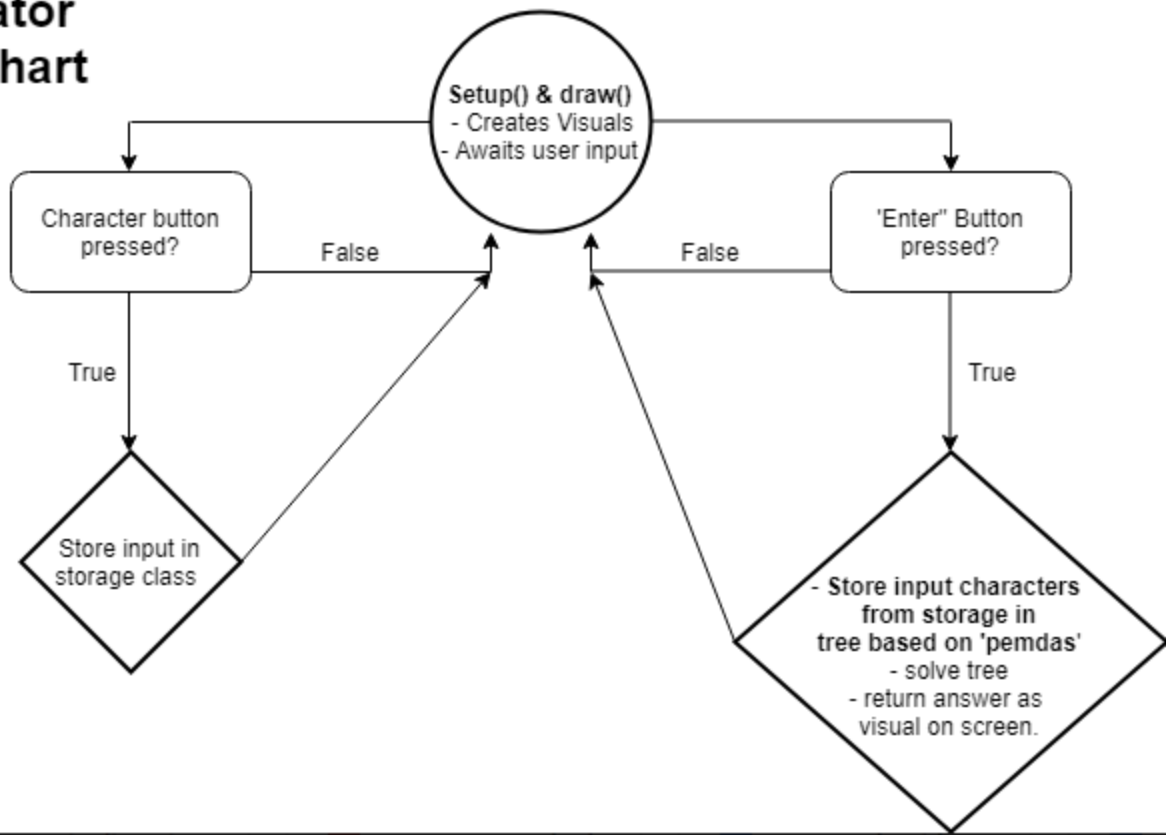 ator
hart
Setup() & draw()
- Creates Visuals
- Awaits user input
Character button
pressed?
False
True
Store input in
storage class
'Enter" Button
pressed?
False
True
- Store input characters
from storage in
tree based on 'pemdas'
- solve tree
- return answer as
visual on screen.